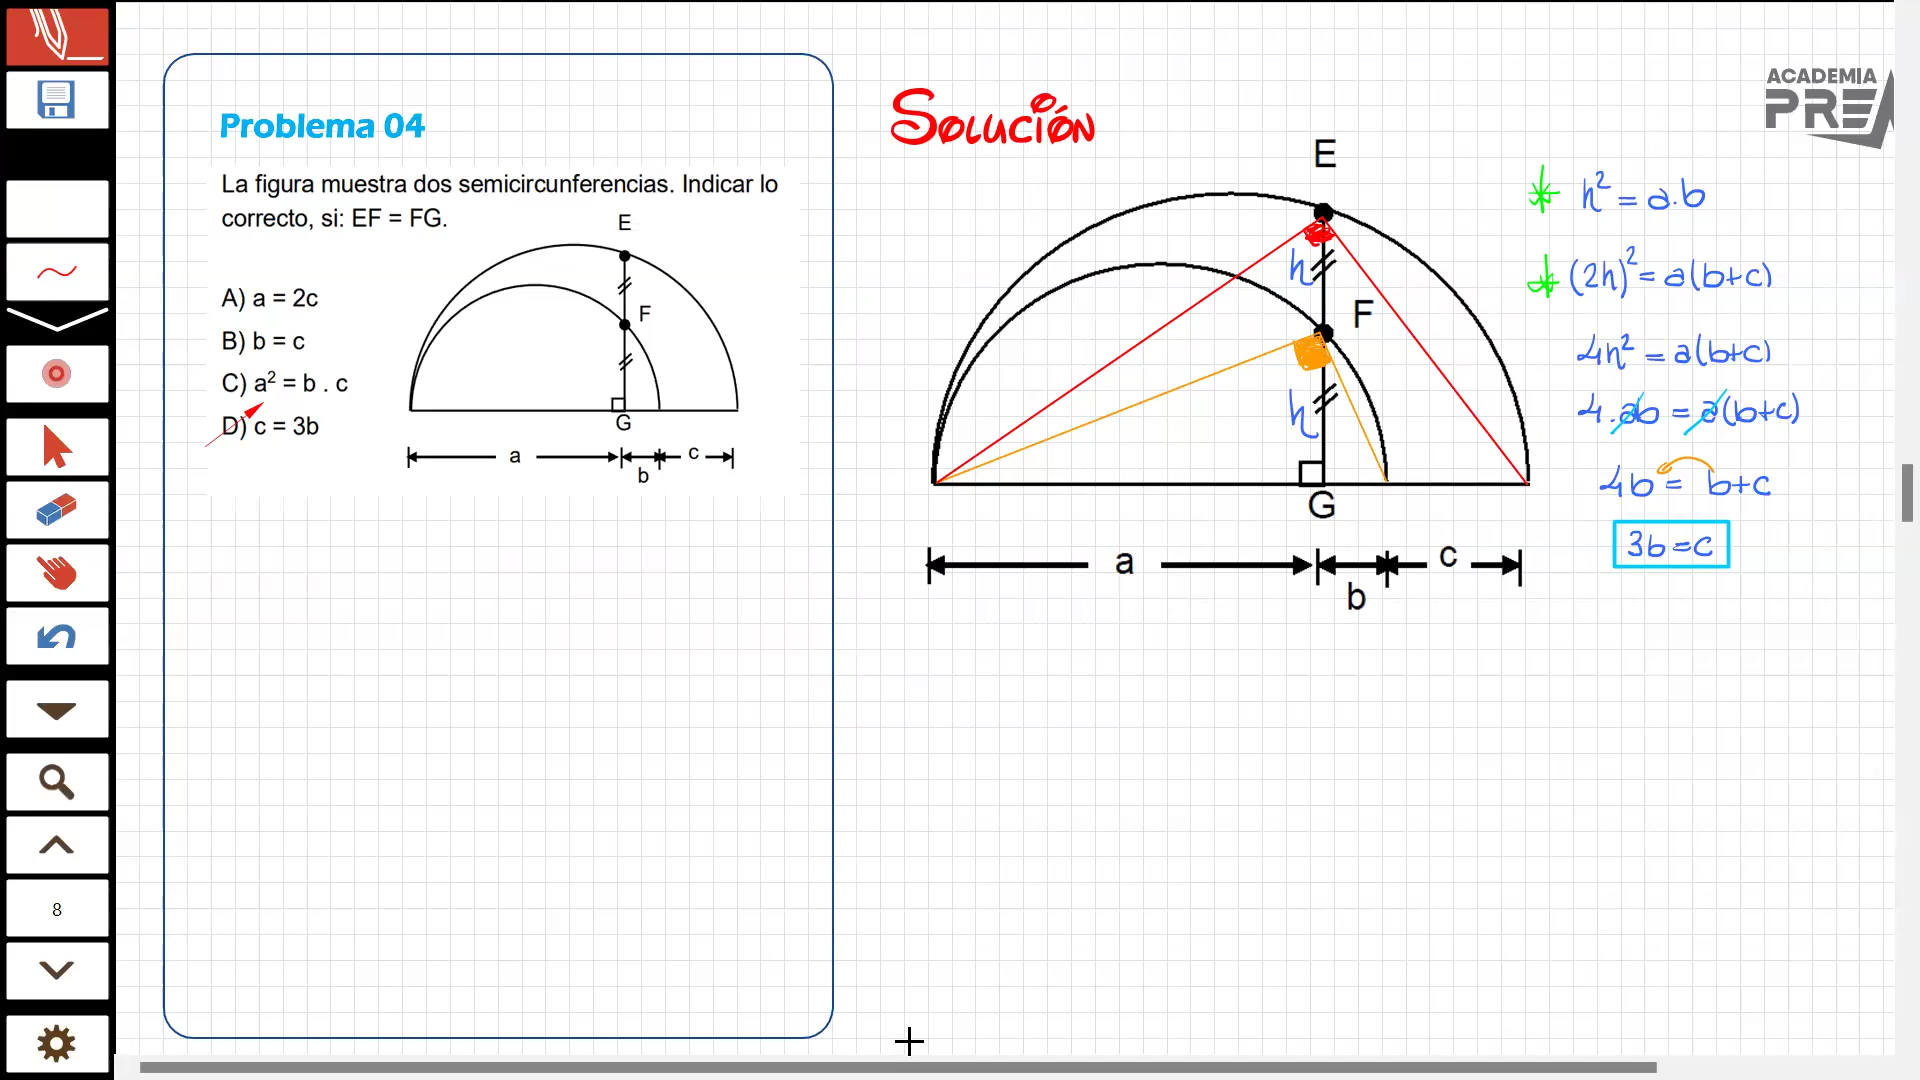 Problema 04
La figura muestra dos semicircunferencias. Indicar lo
correcto, si: EF = FG.
E
F
G
A) a = 2c
B) b = c
C) a² = b . c
D) c = 3b
a
b
c
Solución
E
h
F
h
G
a
b
c
ACADEMIA
PRE
* h² = a.b
* (2h)² = a(b+c)
4h² = a(b+c)
4.ab = a(b+c)
4b = b+c
3b=c
8